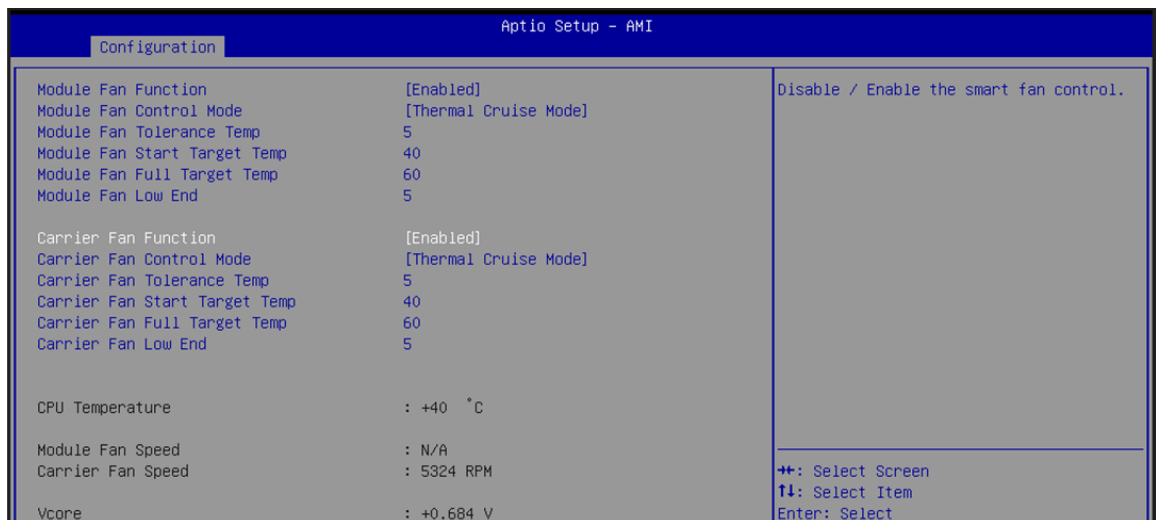 Aptio Setup – AMI
Configuration
Module Fan Function [Enabled]
Module Fan Control Mode [Thermal Cruise Mode]
Module Fan Tolerance Temp 5
Module Fan Start Target Temp 40
Module Fan Full Target Temp 60
Module Fan Low End 5
Carrier Fan Function [Enabled]
Carrier Fan Control Mode [Thermal Cruise Mode]
Carrier Fan Tolerance Temp 5
Carrier Fan Start Target Temp 40
Carrier Fan Full Target Temp 60
Carrier Fan Low End 5
CPU Temperature : +40 °C
Module Fan Speed : N/A
Carrier Fan Speed : 5324 RPM
Vcore : +0.684 V
Disable / Enable the smart fan control.
→←: Select Screen
↑↓: Select Item
Enter: Select